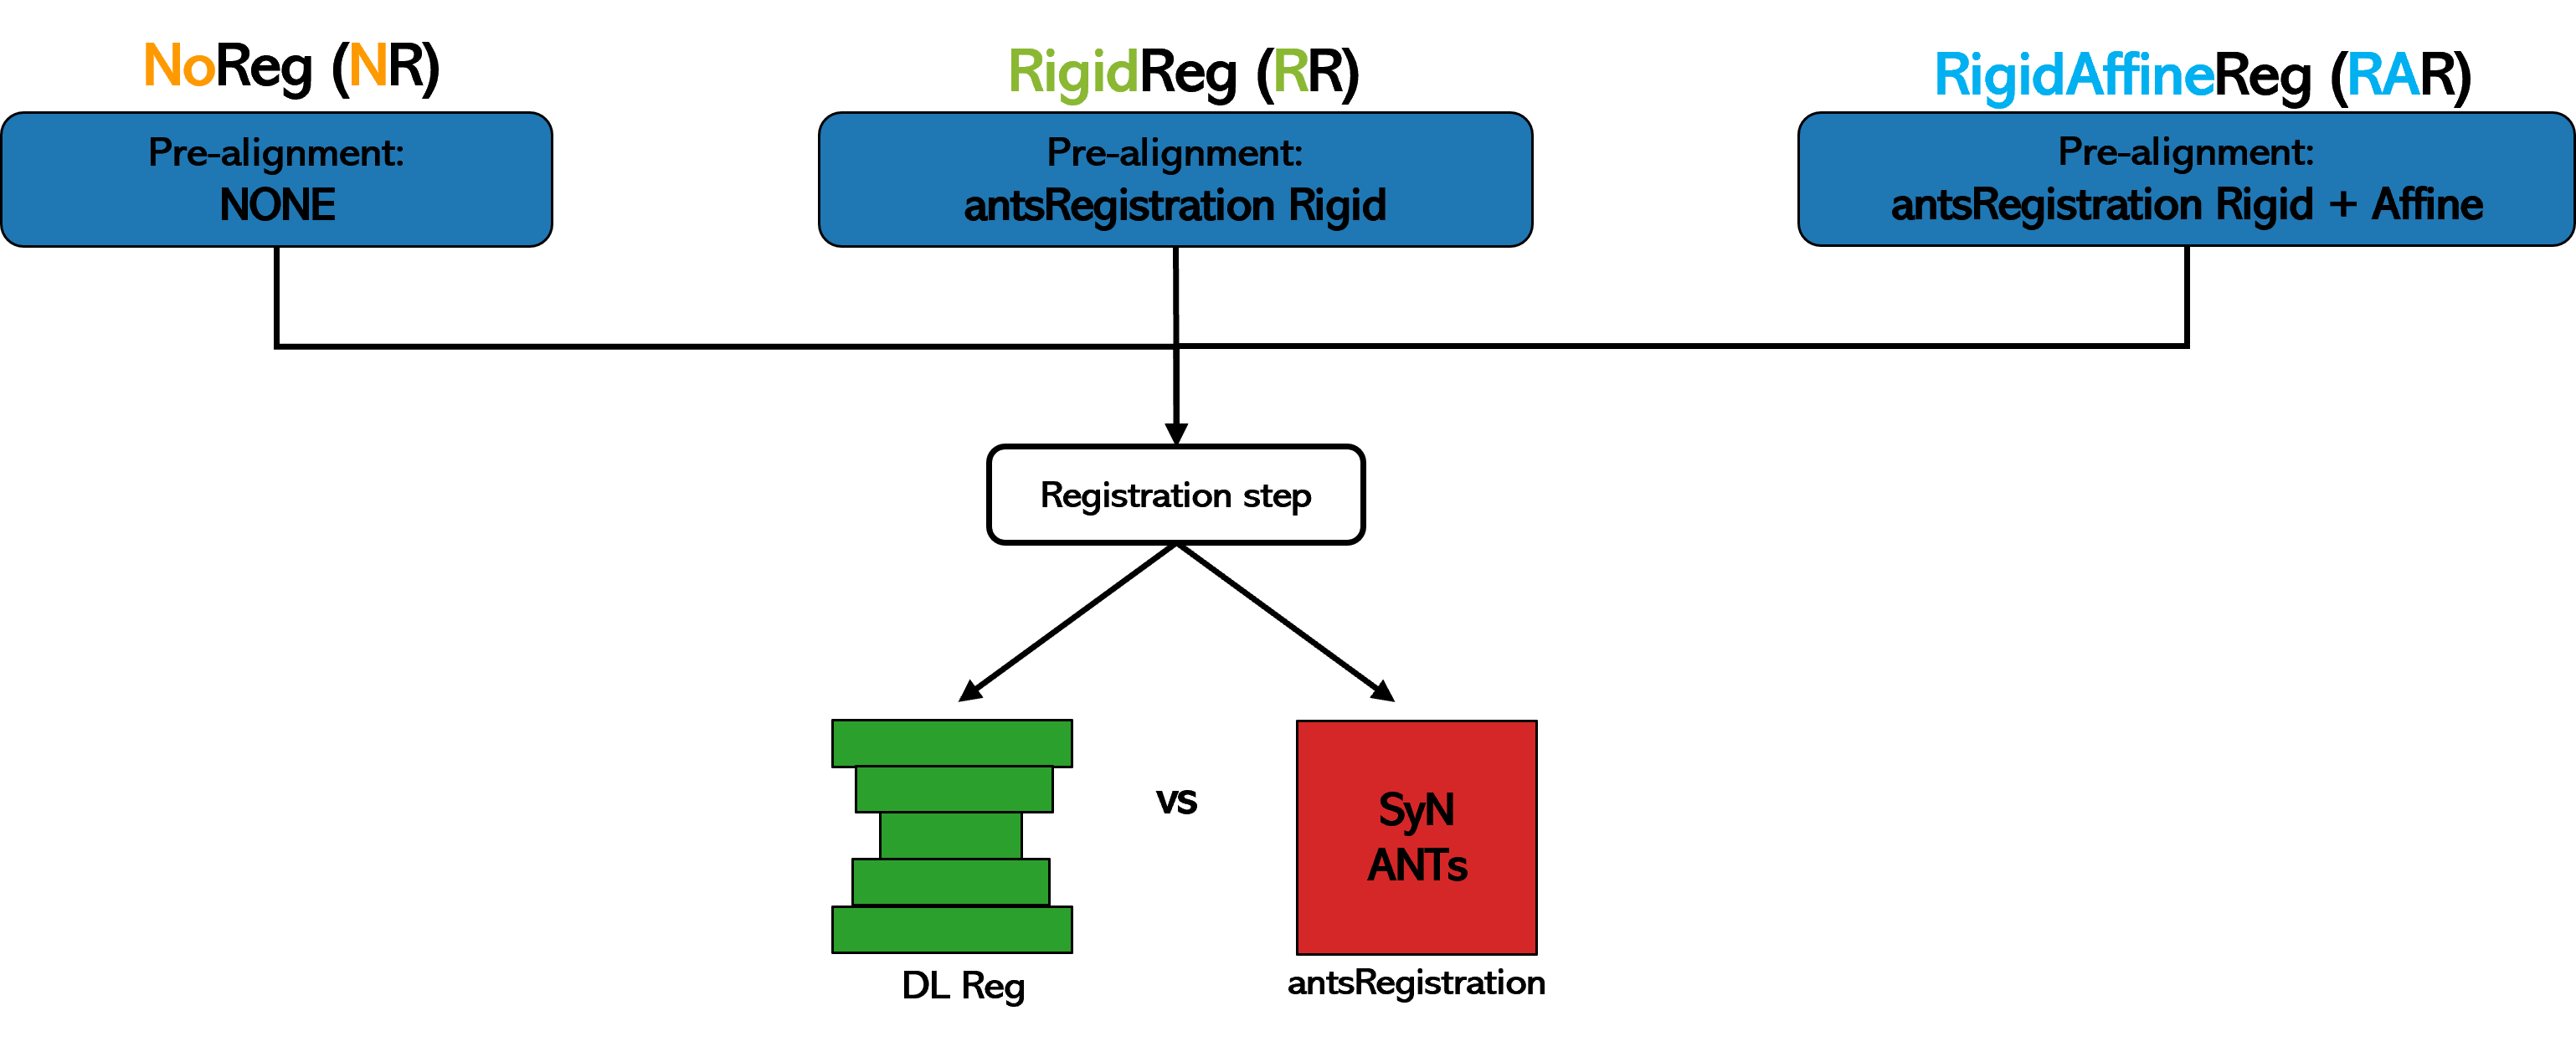 NoReg (NR)
RigidReg (RR)
RigidAffineReg (RAR)
Pre-alignment:
NONE
Pre-alignment:
antsRegistration Rigid
Pre-alignment:
antsRegistration Rigid + Affine
Registration step
vs
SyN
ANTs
DL Reg
antsRegistration